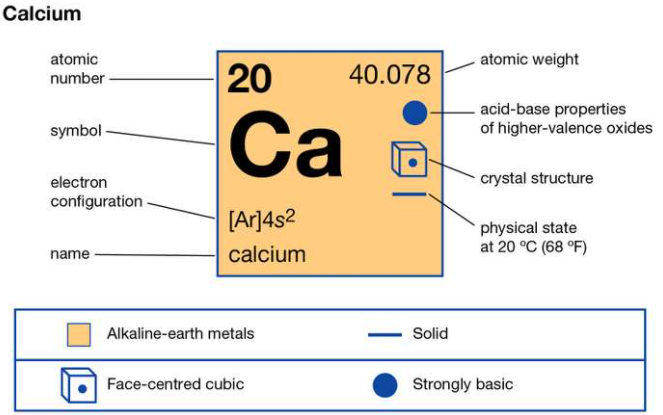 Calcium
atomic
number
symbol
electron
configuration
name
20
40.078
Ca
[Ar]4s²
calcium
atomic weight
acid-base properties
of higher-valence oxides
crystal structure
physical state
at 20 ºC (68 ºF)
Alkaline-earth metals
Solid
Face-centred cubic
Strongly basic